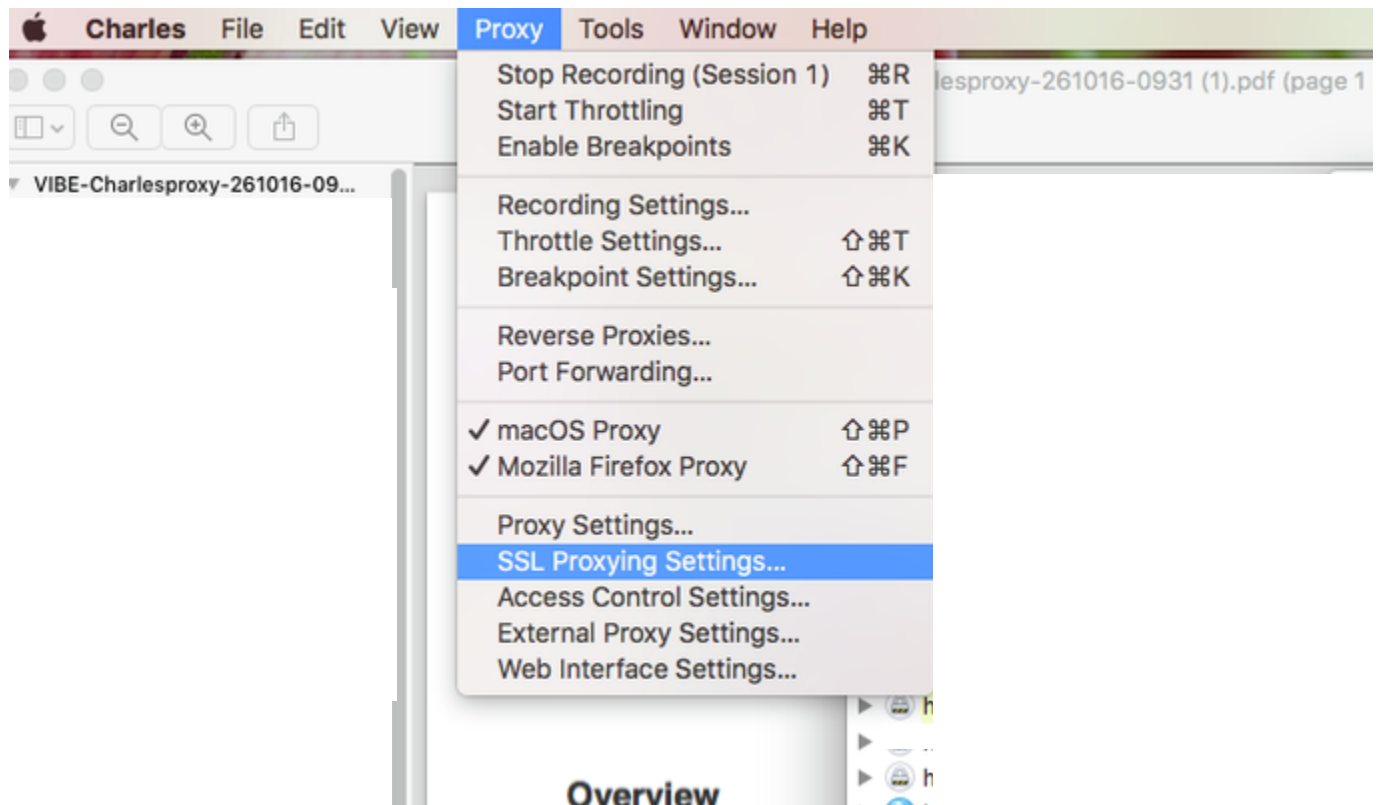 Charles File Edit View Proxy Tools Window Help
lesproxy-261016-0931 (1).pdf (page 1
VIBE-Charlesproxy-261016-09...
Stop Recording (Session 1) ⌘R
Start Throttling ⌘T
Enable Breakpoints ⌘K
Recording Settings...
Throttle Settings... ⇧⌘T
Breakpoint Settings... ⇧⌘K
Reverse Proxies...
Port Forwarding...
✓ macOS Proxy ⇧⌘P
✓ Mozilla Firefox Proxy ⇧⌘F
Proxy Settings...
SSL Proxying Settings...
Access Control Settings...
External Proxy Settings...
Web Interface Settings...
h
h
Overview